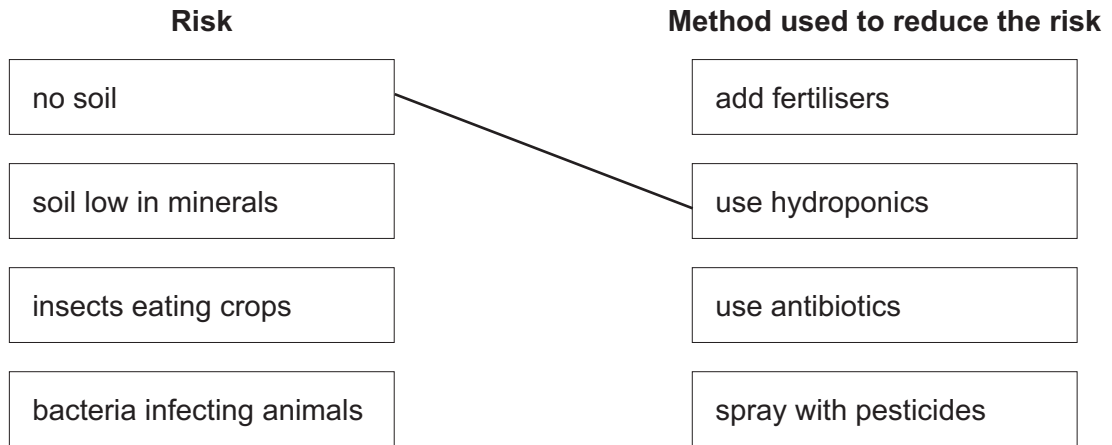 Risk
Method used to reduce the risk
no soil
add fertilisers
soil low in minerals
use hydroponics
insects eating crops
use antibiotics
bacteria infecting animals
spray with pesticides